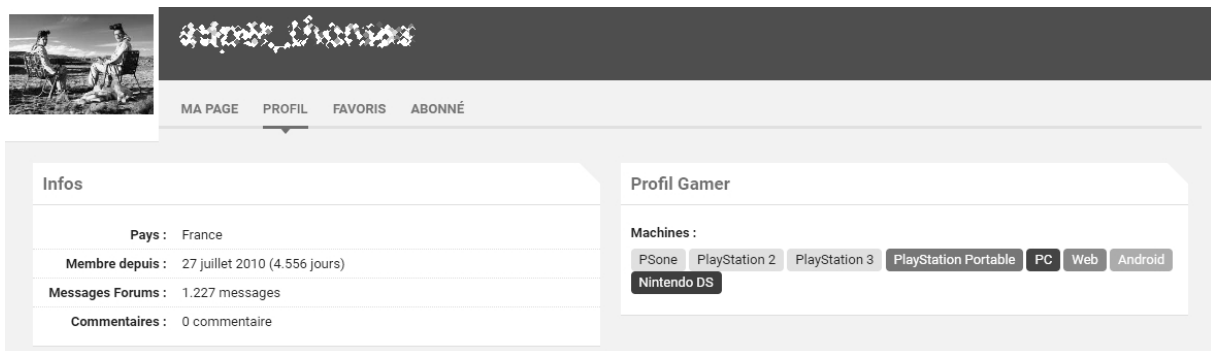 MA PAGE PROFIL FAVORIS ABONNÉ
Infos
Pays : France
Membre depuis : 27 juillet 2010 (4.556 jours)
Messages Forums : 1.227 messages
Commentaires : 0 commentaire
Profil Gamer
Machines :
PSone PlayStation 2 PlayStation 3 PlayStation Portable PC Web Android
Nintendo DS